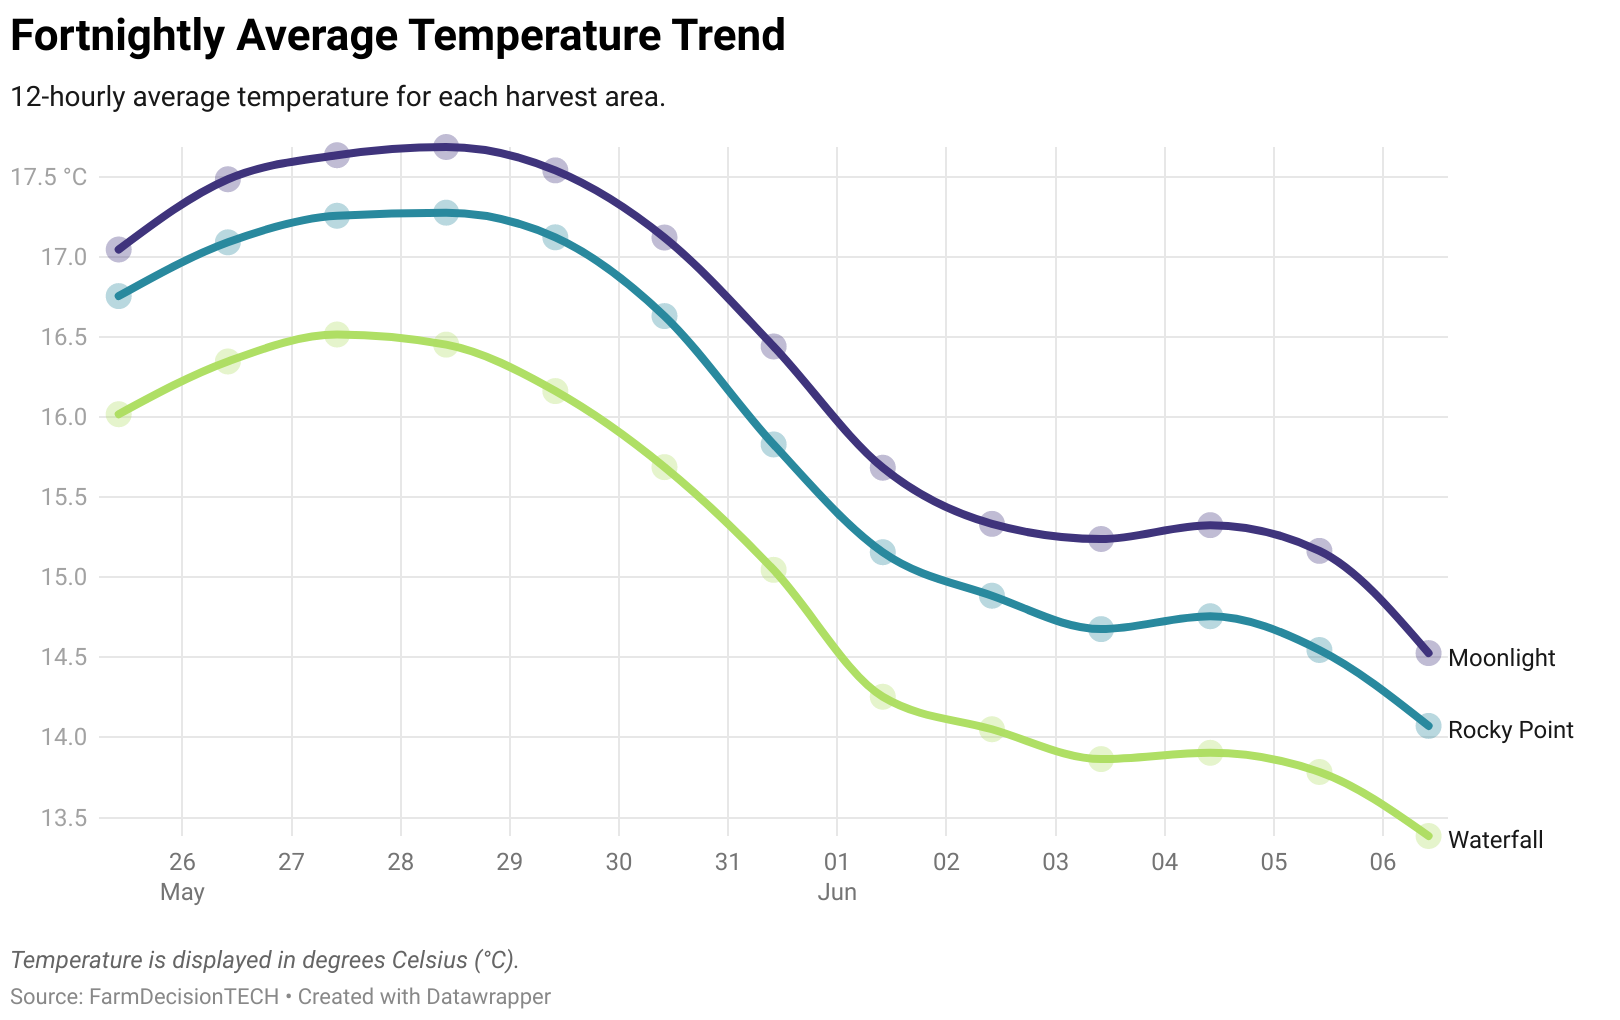 Fortnightly Average Temperature Trend
12-hourly average temperature for each harvest area.
17.5 °C
17.0
16.5
16.0
15.5
15.0
14.5
14.0
13.5
Moonlight
Rocky Point
Waterfall
26 27 28 29 30 31 01 02 03 04 05 06
May Jun
Temperature is displayed in degrees Celsius (°C).
Source: FarmDecisionTECH • Created with Datawrapper